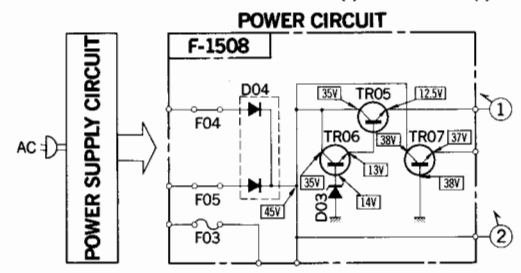 POWER CIRCUIT
F-1508
POWER SUPPLY CIRCUIT
AC
D04
F04
F05
F03
TR05
35V
12.5V
1
TR06
38V
TR07
37V
35V
13V
38V
45V
D03
14V
2